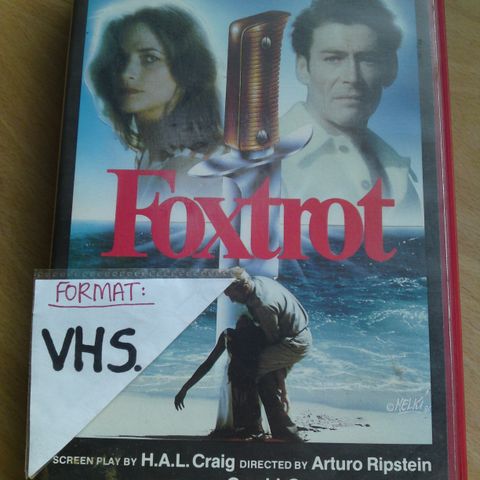 Foxtrot
FORMAT:
VHS.
©MELKI
SCREEN PLAY BY H.A.L. Craig DIRECTED BY Arturo Ripstein